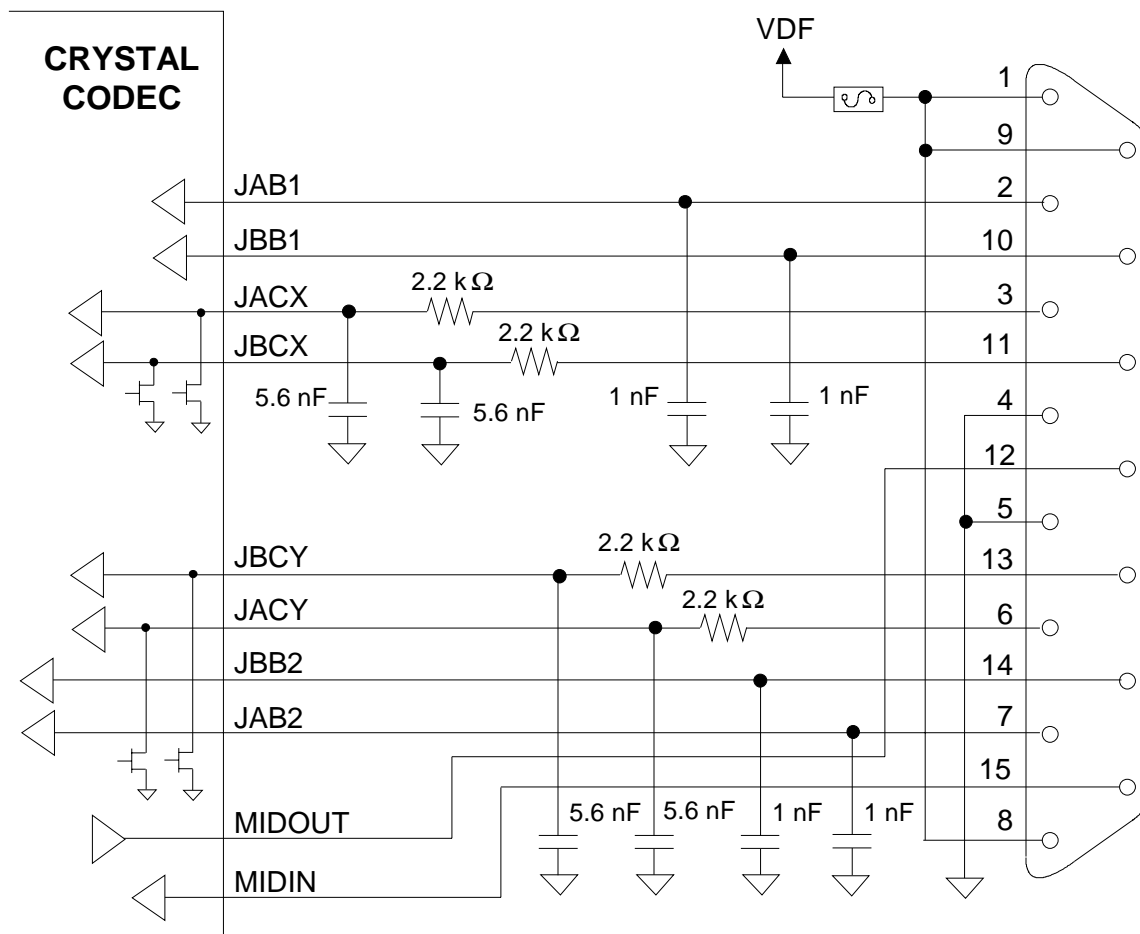 CRYSTAL
CODEC
VDF
1
9
JAB1
2
JBB1
10
2.2 kΩ
JACX
3
2.2 kΩ
JBCX
11
5.6 nF
5.6 nF
1 nF
1 nF
4
12
5
2.2 kΩ
JBCY
13
2.2 kΩ
JACY
6
JBB2
14
JAB2
7
15
5.6 nF
5.6 nF
1 nF
1 nF
MIDOUT
8
MIDIN